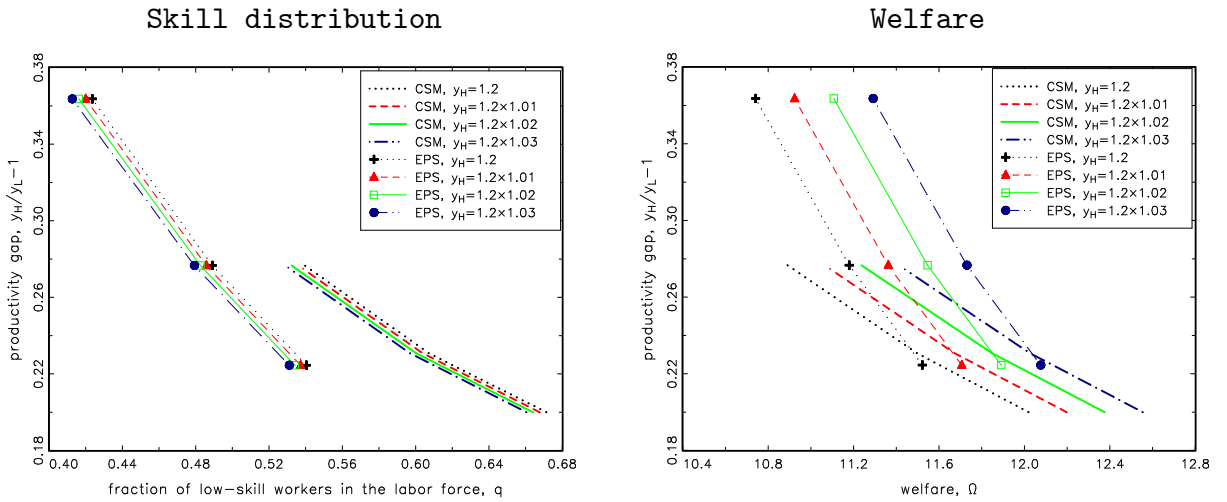 Skill distribution
0.38
0.34
0.30
0.26
0.22
0.18
productivity gap, y_H/y_L−1
CSM, y_H=1.2
CSM, y_H=1.2×1.01
CSM, y_H=1.2×1.02
CSM, y_H=1.2×1.03
EPS, y_H=1.2
EPS, y_H=1.2×1.01
EPS, y_H=1.2×1.02
EPS, y_H=1.2×1.03
0.40 0.44 0.48 0.52 0.56 0.60 0.64 0.68
fraction of low−skill workers in the labor force, q
Welfare
0.38
0.34
0.30
0.26
0.22
0.18
productivity gap, y_H/y_L−1
CSM, y_H=1.2
CSM, y_H=1.2×1.01
CSM, y_H=1.2×1.02
CSM, y_H=1.2×1.03
EPS, y_H=1.2
EPS, y_H=1.2×1.01
EPS, y_H=1.2×1.02
EPS, y_H=1.2×1.03
10.4 10.8 11.2 11.6 12.0 12.4 12.8
welfare, Ω